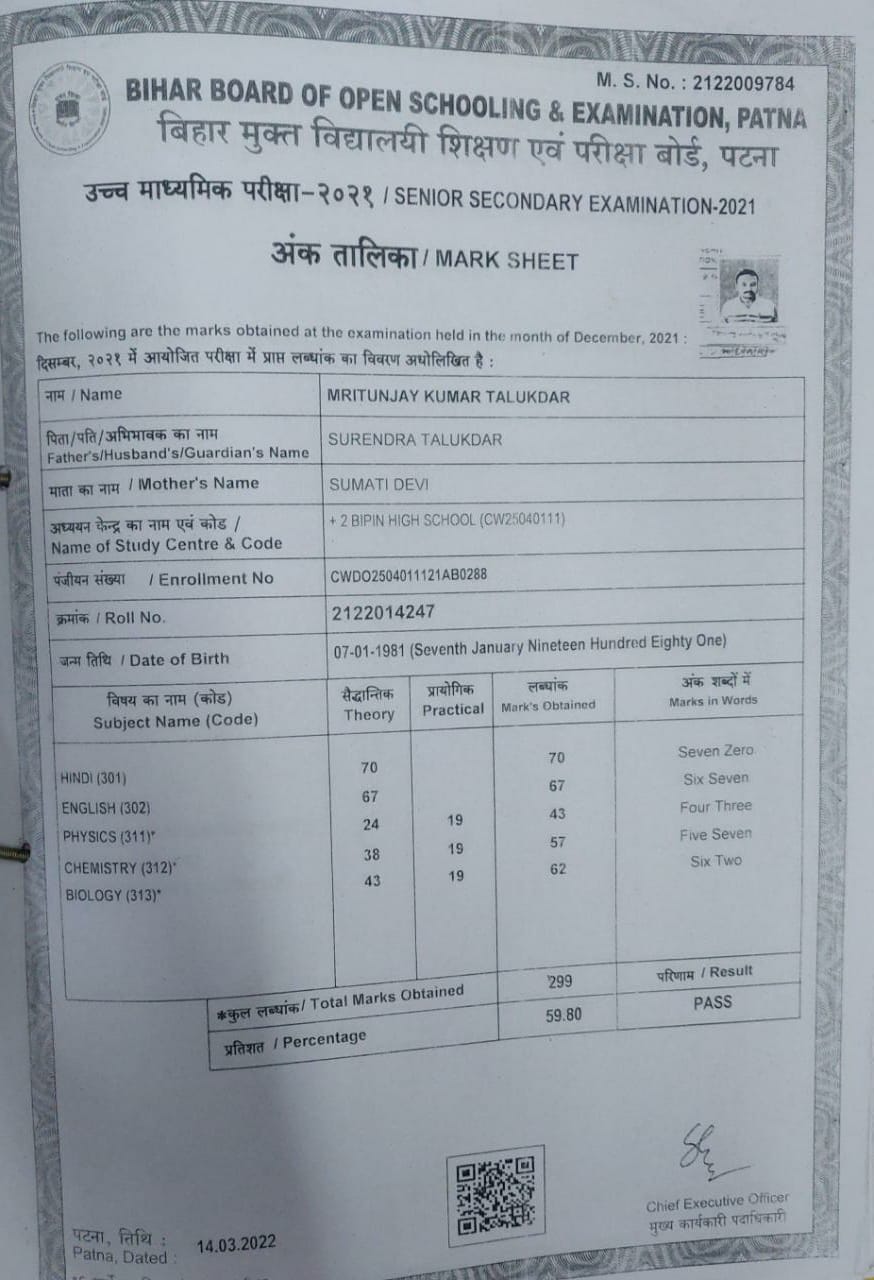 M. S. No. : 2122009784
BIHAR BOARD OF OPEN SCHOOLING & EXAMINATION, PATNA
बिहार मुक्त विद्यालयी शिक्षण एवं परीक्षा बोर्ड, पटना
उच्च माध्यमिक परीक्षा-२०२१ / SENIOR SECONDARY EXAMINATION-2021
अंक तालिका / MARK SHEET
The following are the marks obtained at the examination held in the month of December, 2021 :
दिसम्बर, २०२१ में आयोजित परीक्षा में प्राप्त लब्धांक का विवरण अधोलिखित है :
नाम / Name MRITUNJAY KUMAR TALUKDAR
पिता/पति/अभिभावक का नाम
Father's/Husband's/Guardian's Name SURENDRA TALUKDAR
माता का नाम / Mother's Name SUMATI DEVI
अध्ययन केन्द्र का नाम एवं कोड /
Name of Study Centre & Code + 2 BIPIN HIGH SCHOOL (CW25040111)
पंजीयन संख्या / Enrollment No CWDO2504011121AB0288
क्रमांक / Roll No. 2122014247
जन्म तिथि / Date of Birth 07-01-1981 (Seventh January Nineteen Hundred Eighty One)
विषय का नाम (कोड) सैद्धान्तिक प्रायोगिक लब्धांक अंक शब्दों में
Subject Name (Code) Theory Practical Mark's Obtained Marks in Words
HINDI (301) 70 70 Seven Zero
ENGLISH (302) 67 67 Six Seven
PHYSICS (311)* 24 19 43 Four Three
CHEMISTRY (312)* 38 19 57 Five Seven
BIOLOGY (313)* 43 19 62 Six Two
*कुल लब्धांक/ Total Marks Obtained 299 परिणाम / Result
प्रतिशत / Percentage 59.80 PASS
Chief Executive Officer
मुख्य कार्यकारी पदाधिकारी
पटना, तिथि :
Patna, Dated : 14.03.2022